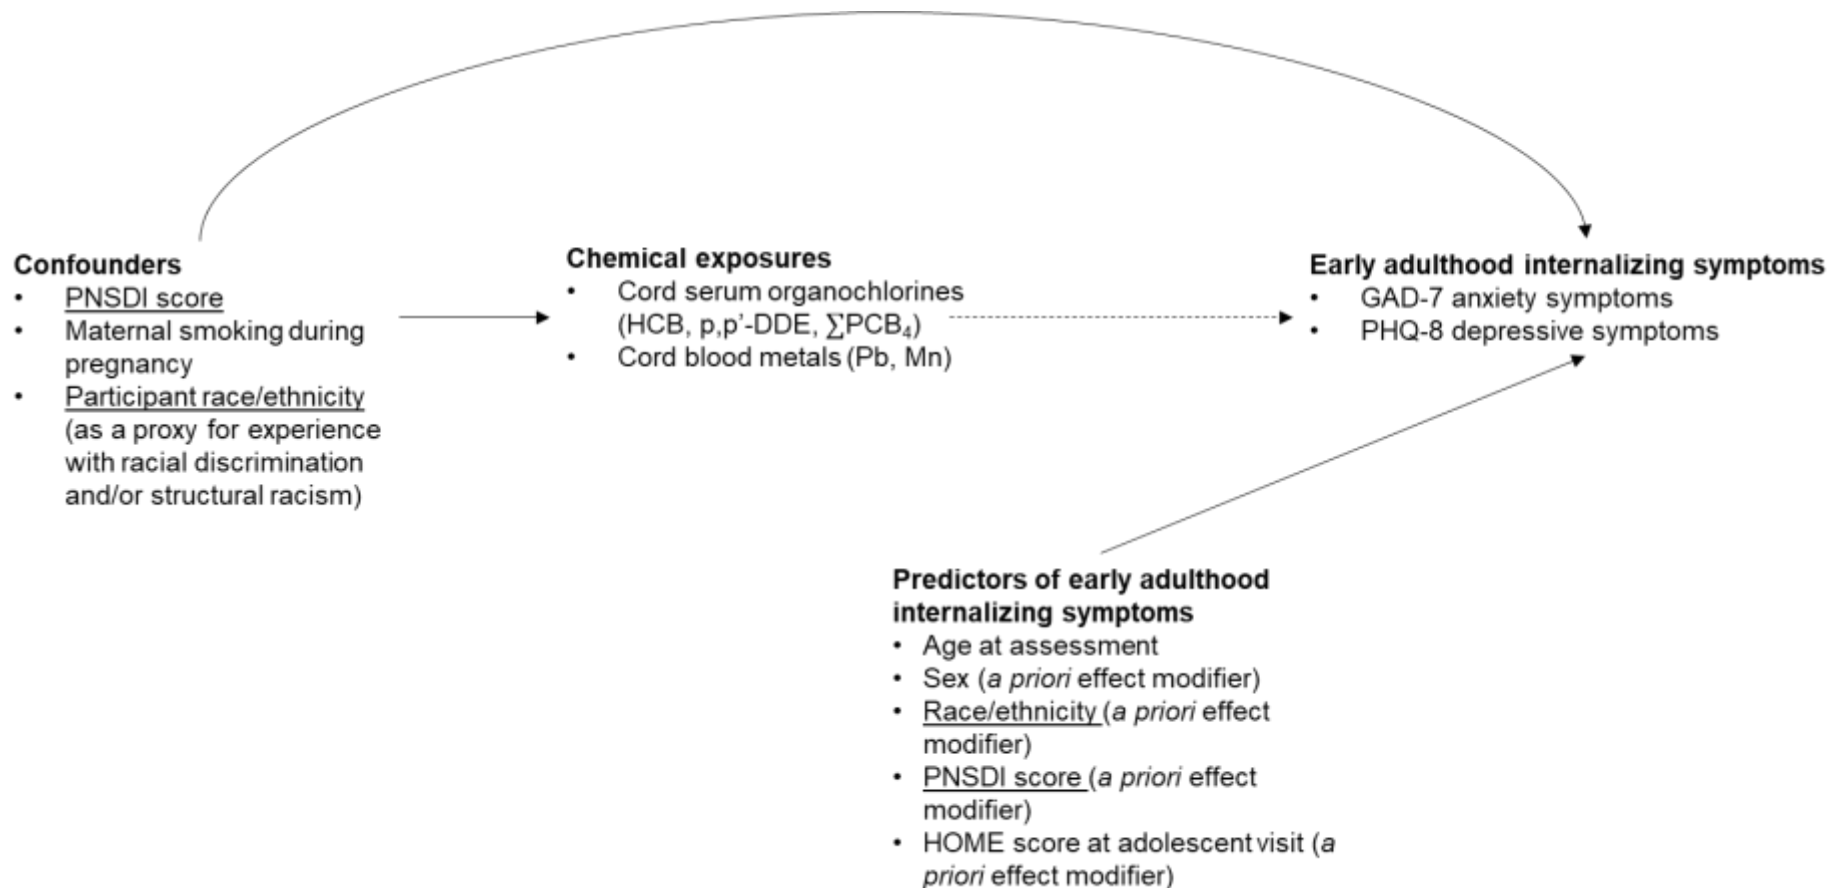 Confounders
• PNSDI score
• Maternal smoking during
pregnancy
• Participant race/ethnicity
(as a proxy for experience
with racial discrimination
and/or structural racism)
Chemical exposures
• Cord serum organochlorines
(HCB, p,p’-DDE, ∑PCB₄)
• Cord blood metals (Pb, Mn)
Early adulthood internalizing symptoms
• GAD-7 anxiety symptoms
• PHQ-8 depressive symptoms
Predictors of early adulthood
internalizing symptoms
• Age at assessment
• Sex (a priori effect modifier)
• Race/ethnicity (a priori effect
modifier)
• PNSDI score (a priori effect
modifier)
• HOME score at adolescent visit (a
priori effect modifier)